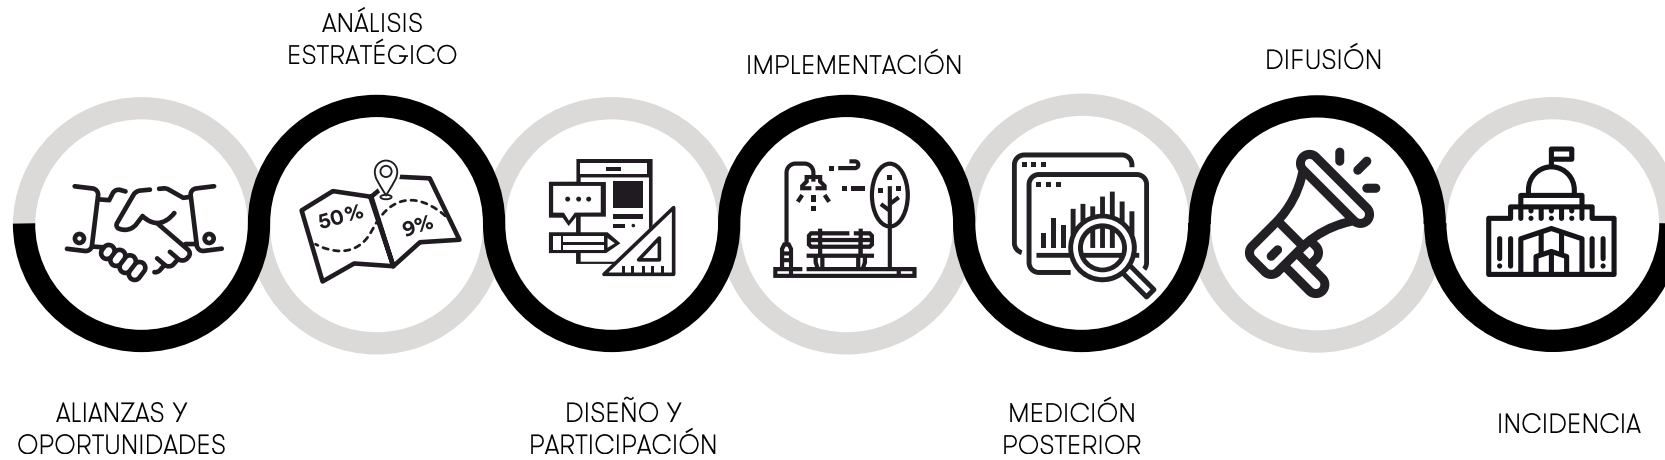 ANÁLISIS
ESTRATÉGICO
IMPLEMENTACIÓN
DIFUSIÓN
50%
9%
ALIANZAS Y
OPORTUNIDADES
DISEÑO Y
PARTICIPACIÓN
MEDICIÓN
POSTERIOR
INCIDENCIA